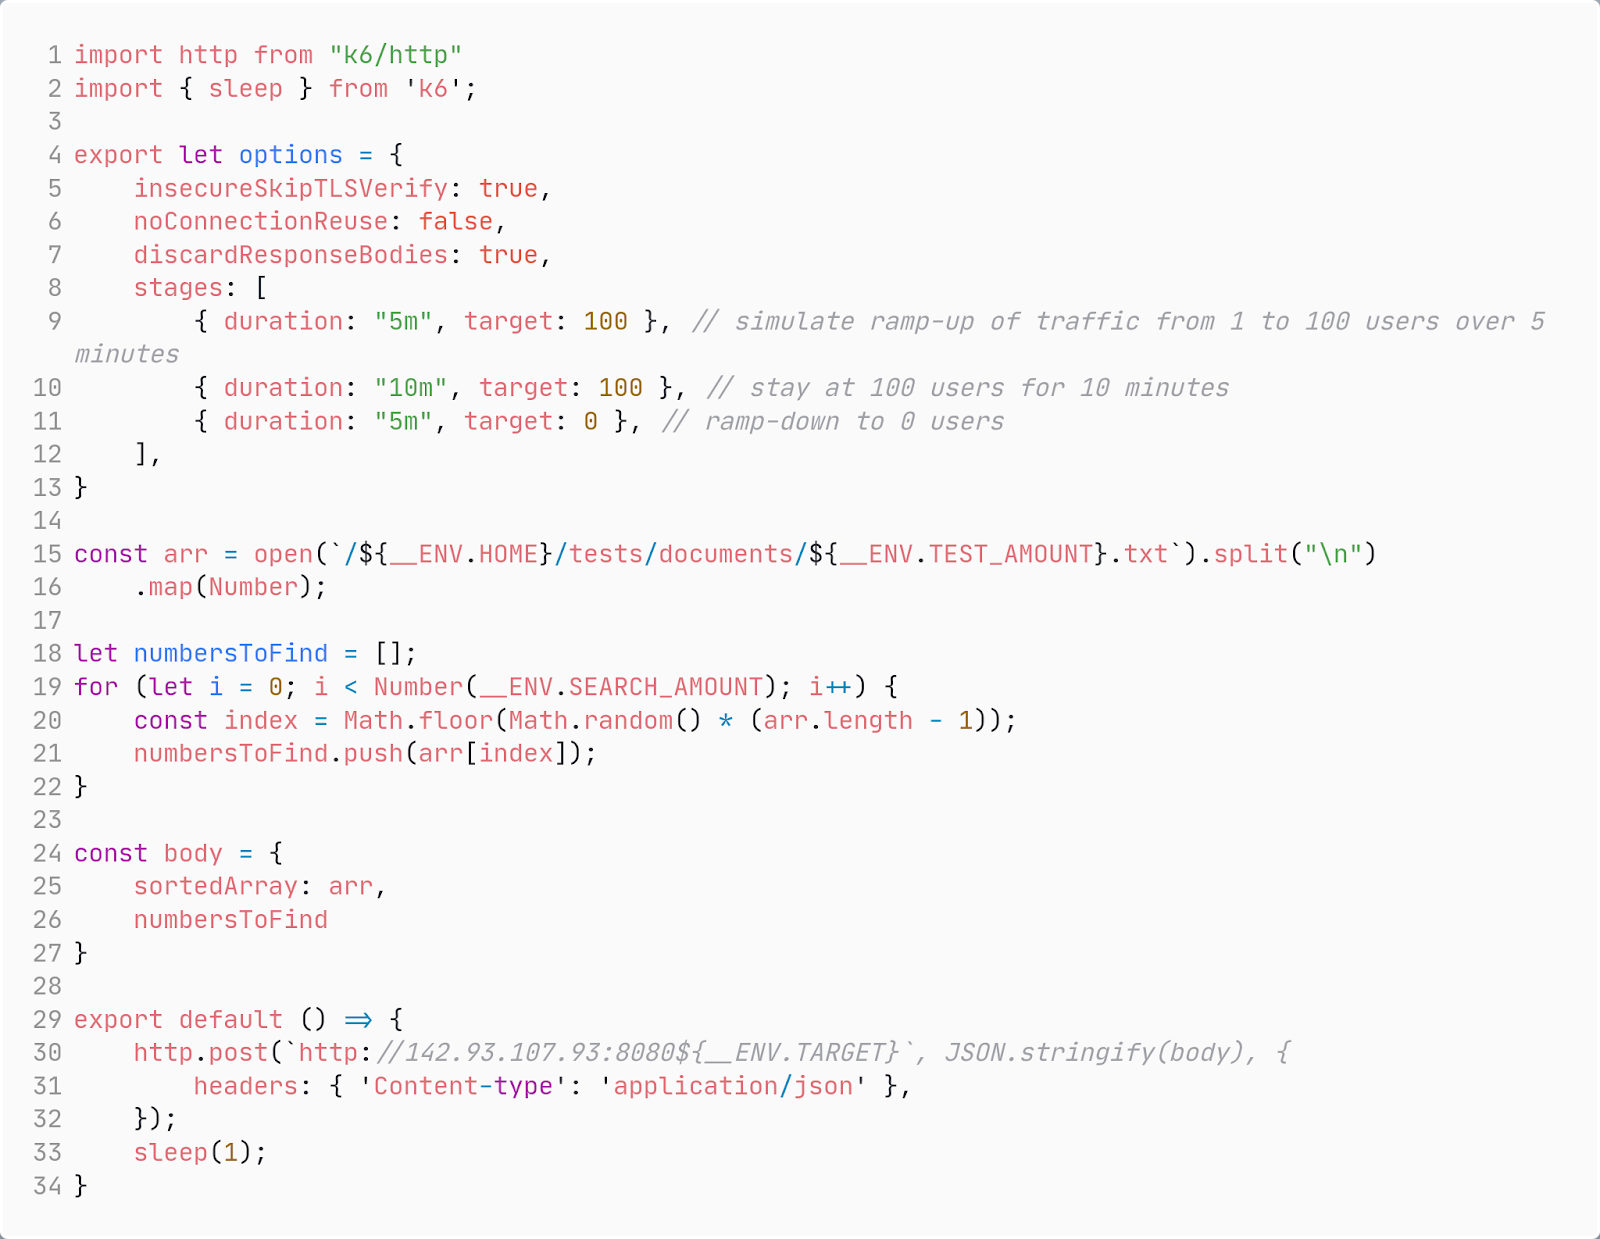 1 import http from "k6/http"
2 import { sleep } from 'k6';
3
4 export let options = {
5     insecureSkipTLSVerify: true,
6     noConnectionReuse: false,
7     discardResponseBodies: true,
8     stages: [
9         { duration: "5m", target: 100 }, // simulate ramp-up of traffic from 1 to 100 users over 5
minutes
10         { duration: "10m", target: 100 }, // stay at 100 users for 10 minutes
11         { duration: "5m", target: 0 }, // ramp-down to 0 users
12     ],
13 }
14
15 const arr = open(`/${__ENV.HOME}/tests/documents/${__ENV.TEST_AMOUNT}.txt`).split("\n")
16     .map(Number);
17
18 let numbersToFind = [];
19 for (let i = 0; i < Number(__ENV.SEARCH_AMOUNT); i++) {
20     const index = Math.floor(Math.random() * (arr.length - 1));
21     numbersToFind.push(arr[index]);
22 }
23
24 const body = {
25     sortedArray: arr,
26     numbersToFind
27 }
28
29 export default () => {
30     http.post(`http://142.93.107.93:8080${__ENV.TARGET}`, JSON.stringify(body), {
31         headers: { 'Content-type': 'application/json' },
32     });
33     sleep(1);
34 }